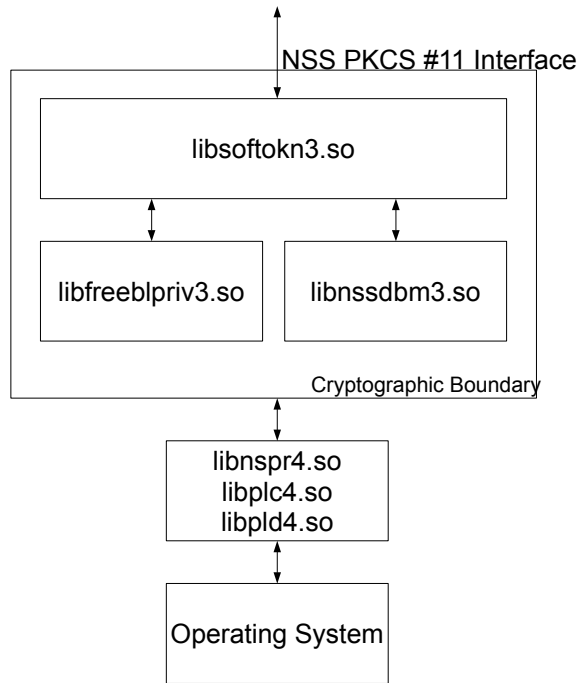 NSS PKCS #11 Interface
libsoftokn3.so
libfreeblpriv3.so
libnssdbm3.so
Cryptographic Boundary
libnspr4.so
libplc4.so
libpld4.so
Operating System